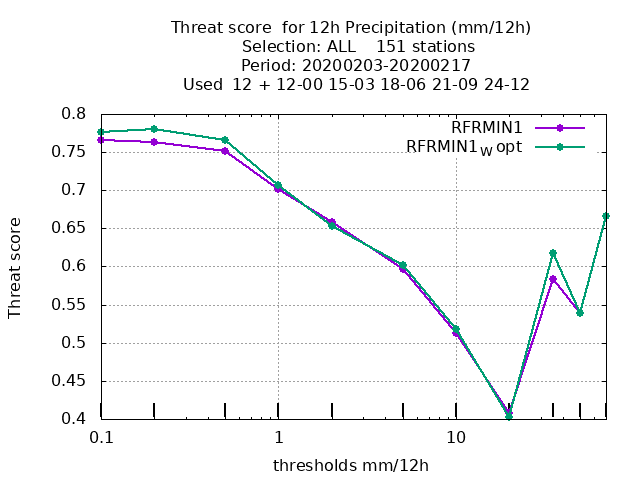 Threat score  for 12h Precipitation (mm/12h)
Selection: ALL    151 stations
Period: 20200203-20200217
Used  12 + 12-00 15-03 18-06 21-09 24-12
RFRMIN1
RFRMIN1W opt
0.8
0.75
0.7
0.65
0.6
0.55
0.5
0.45
0.4
Threat score
0.1
1
10
thresholds mm/12h